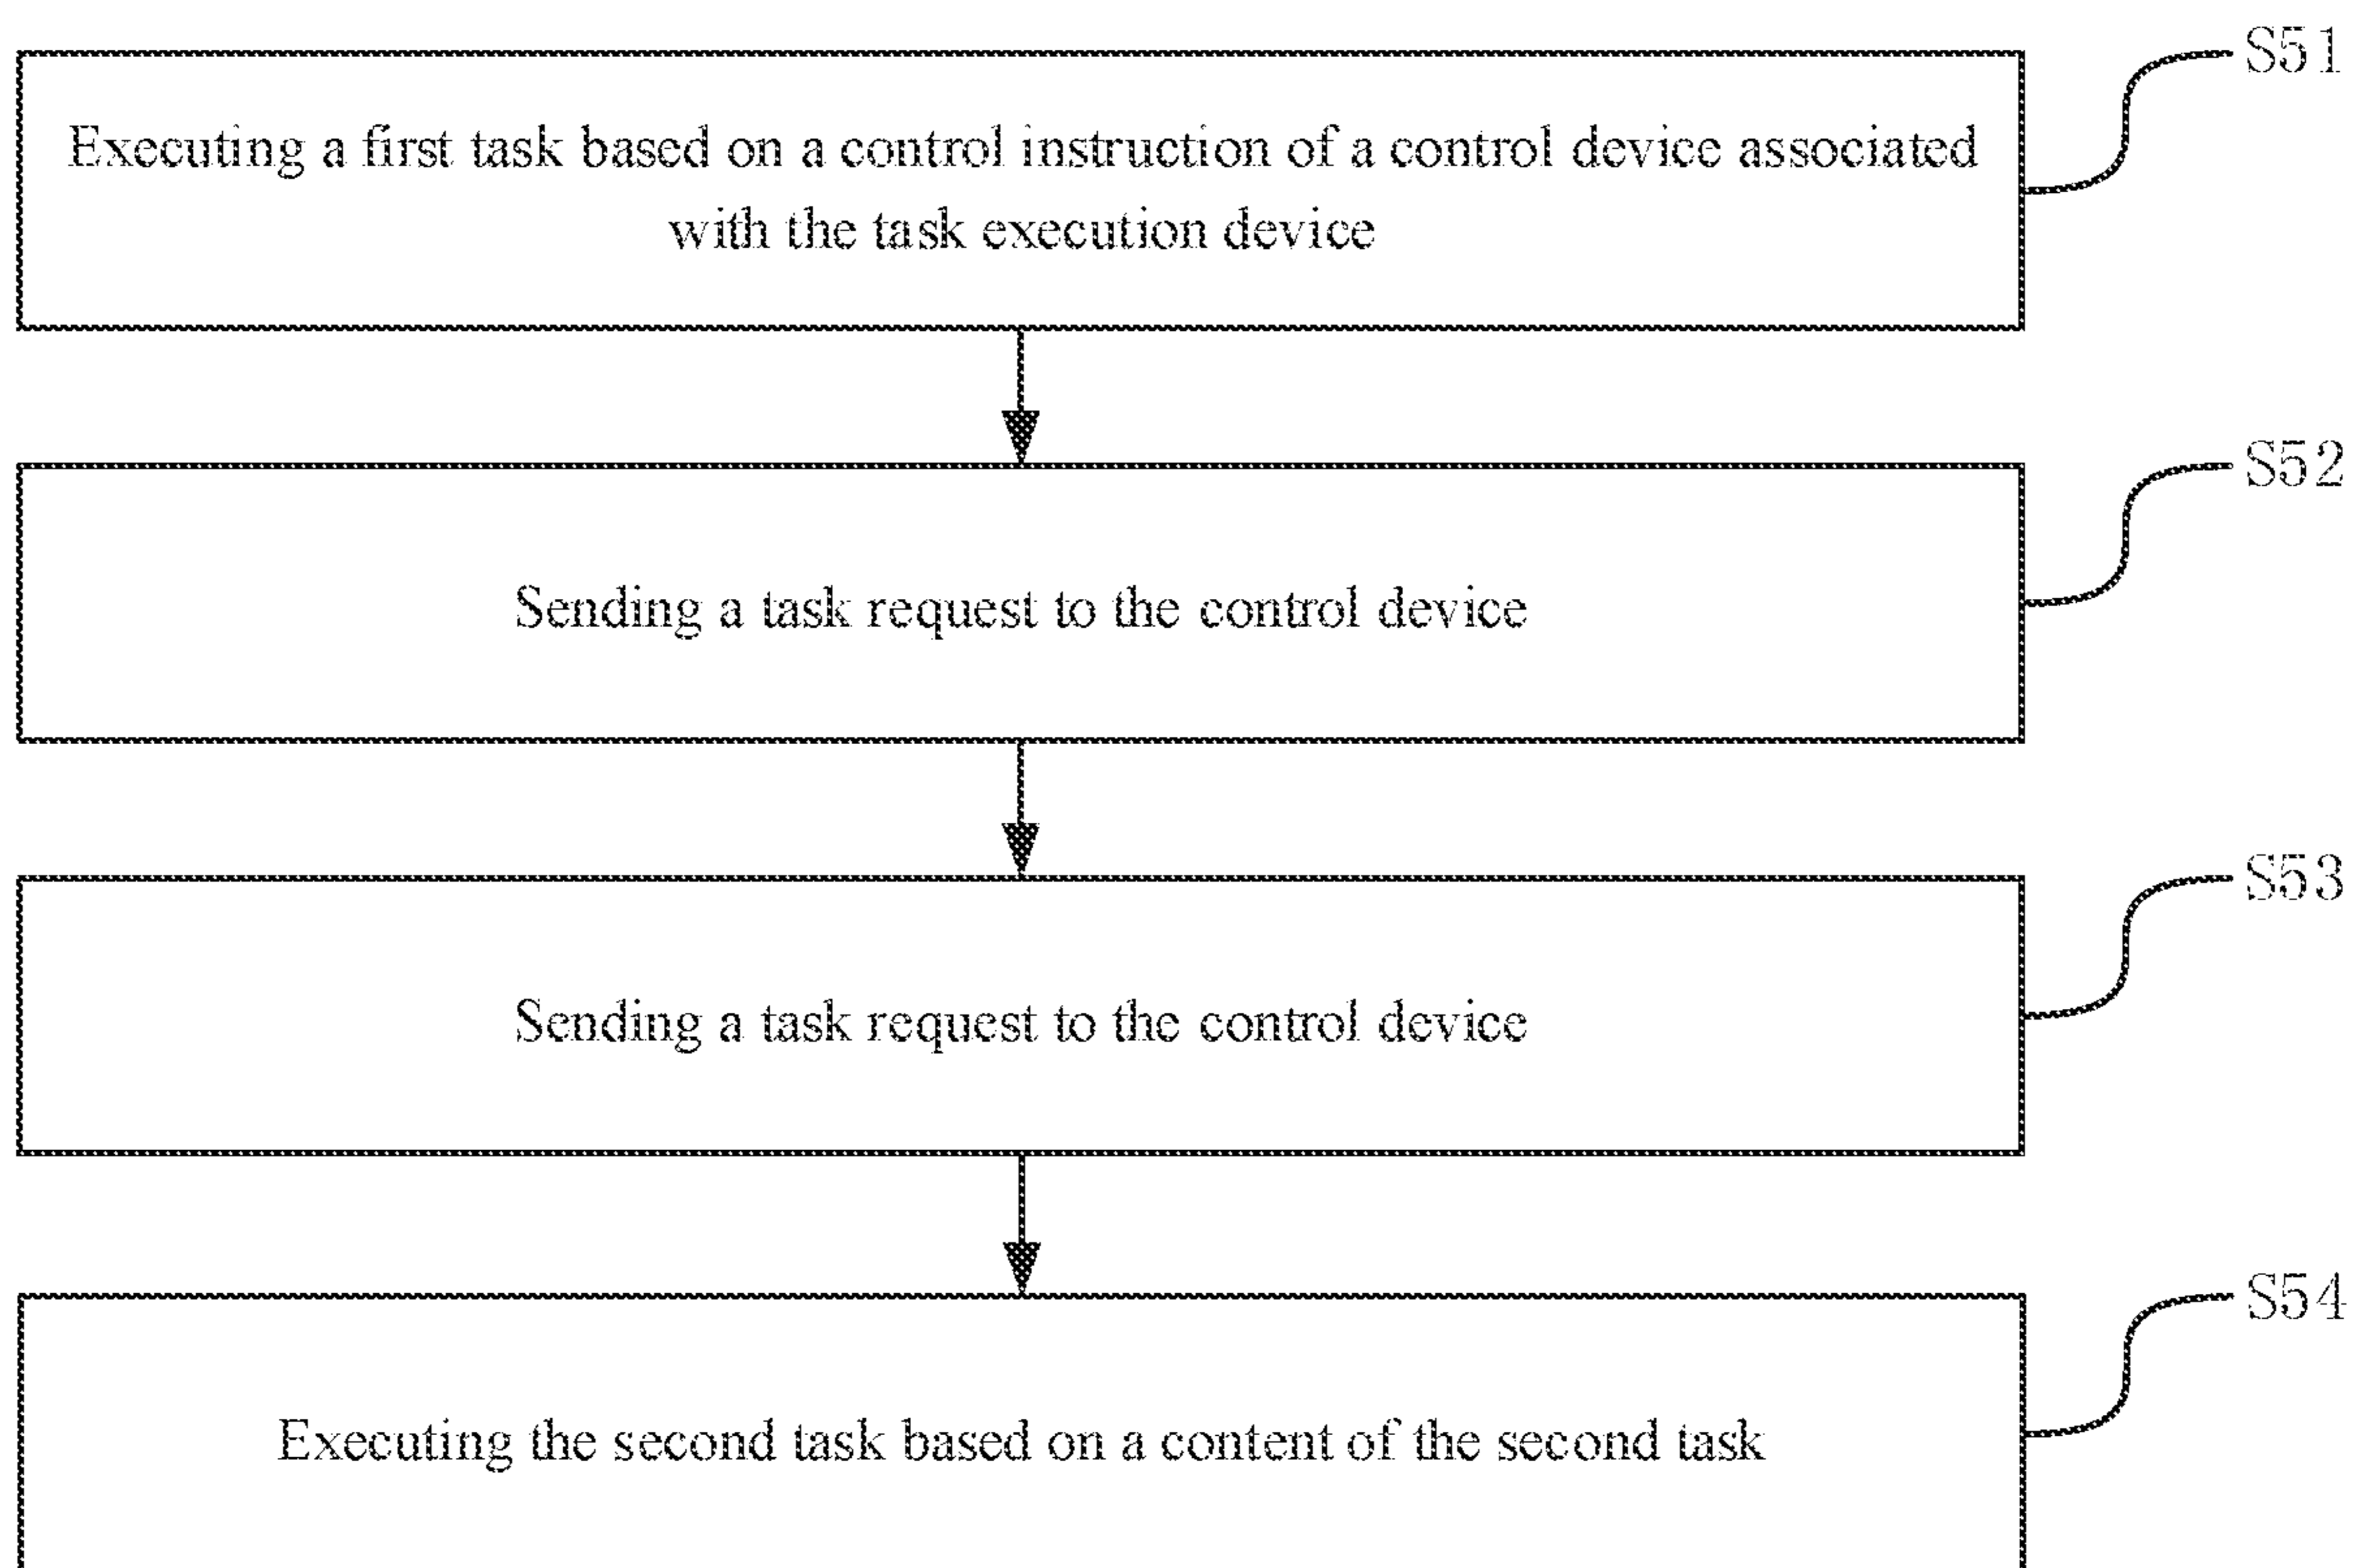 S51
Executing a first task based on a control instruction of a control device associated
with the task execution device
S52
Sending a task request to the control device
S53
Sending a task request to the control device
S54
Executing the second task based on a content of the second task